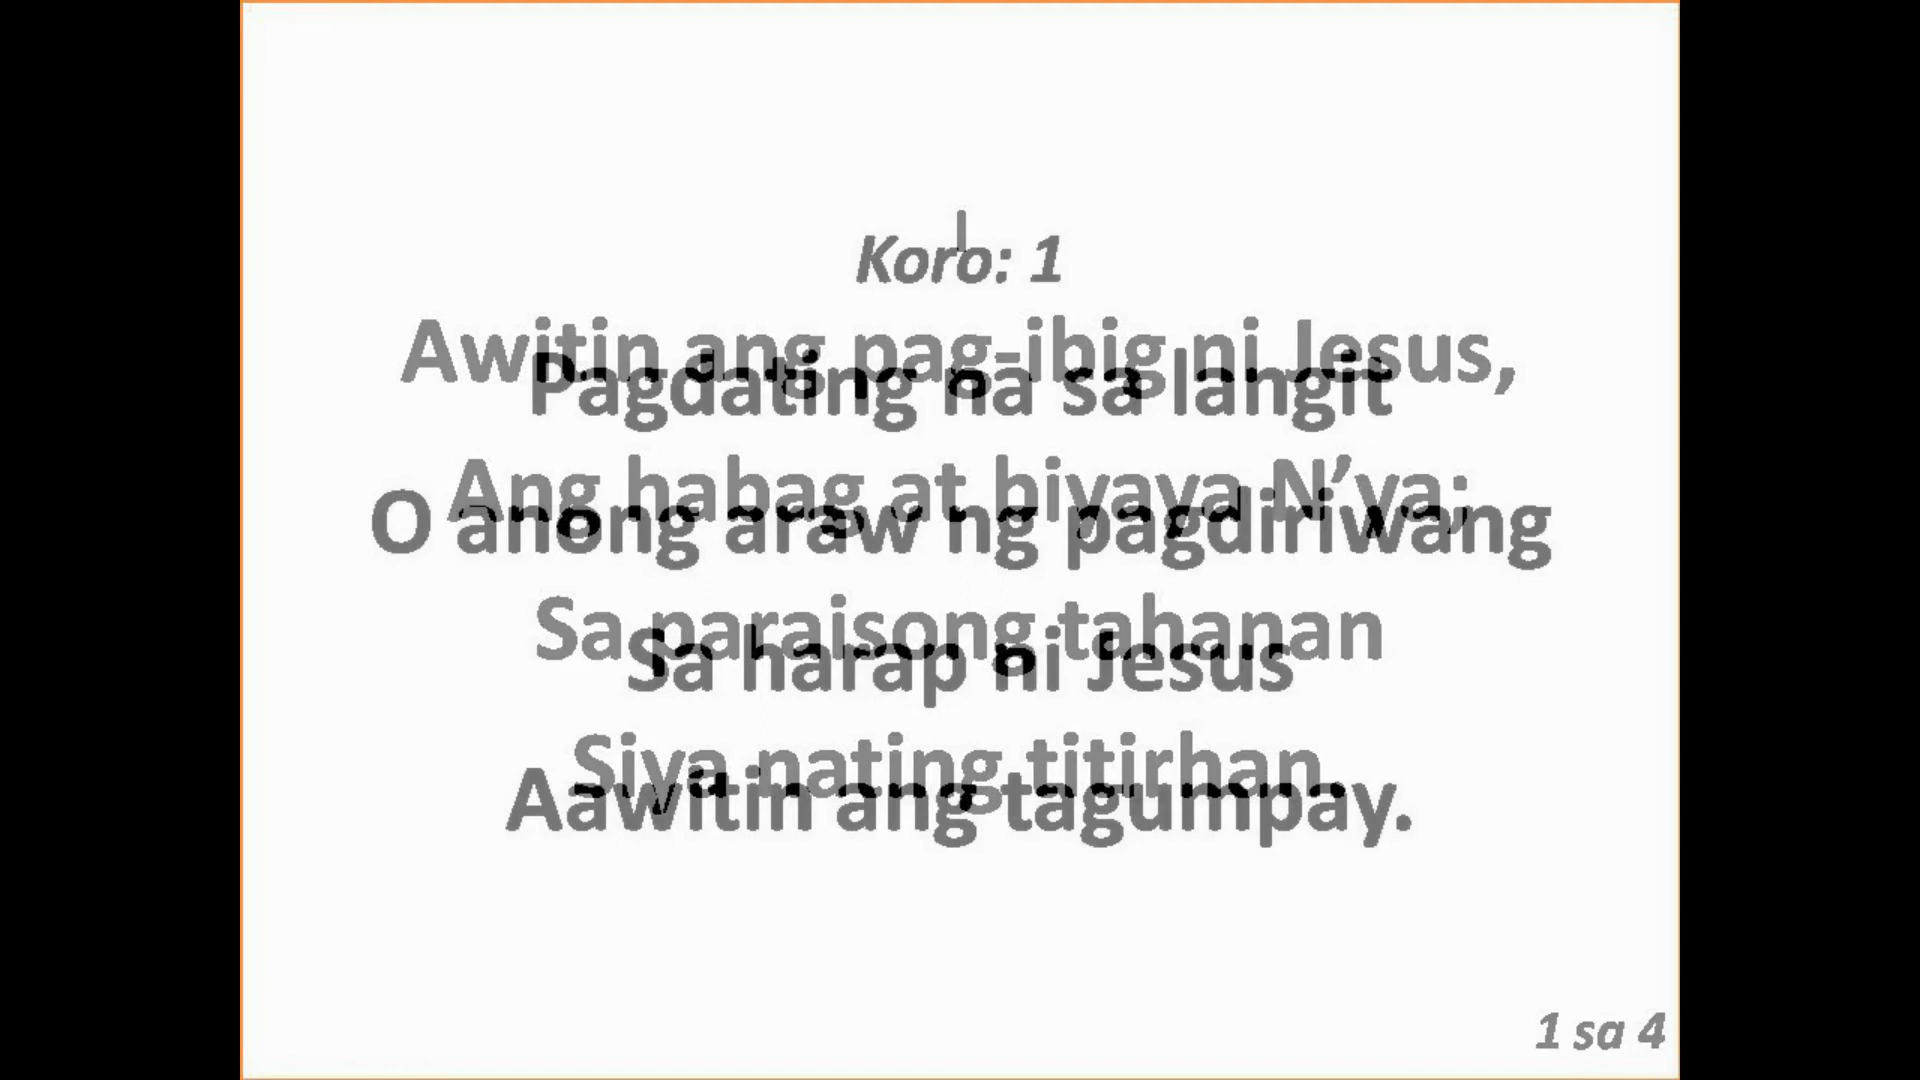 I
Koro: 1
Awitin ang pag-ibig ni Jesus,
Pagdating na sa langit
Ang habag at biyaya N’ya;
O anong araw ng pagdiriwang
Sa paraisong tahanan
Sa harap ni Jesus
Siya nating titirhan.
Aawitin ang tagumpay.
1 sa 4